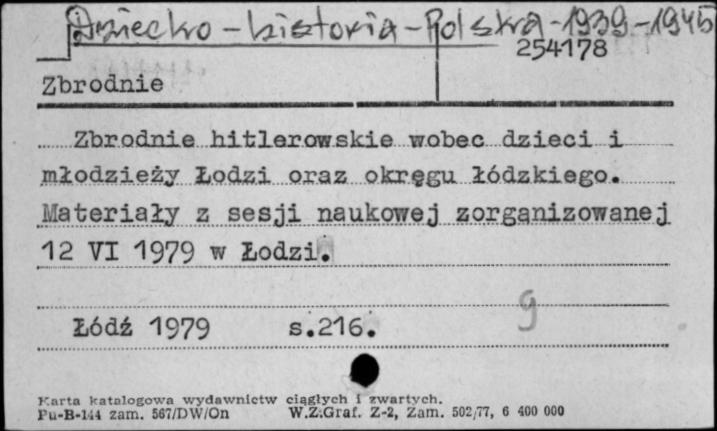 Dziecko - historia - Polska - 1939-1945
254178
Zbrodnie
Zbrodnie hitlerowskie wobec dzieci i
młodzieży Łodzi oraz okręgu łódzkiego.
Materiały z sesji naukowej zorganizowanej
12 VI 1979 w Łodzi.
Łódź 1979 s.216.
g
Karta katalogowa wydawnictw ciągłych i zwartych.
Pu-B-144 zam. 567/DW/On W.Z.Graf. Z-2, Zam. 502/77, 6 400 000